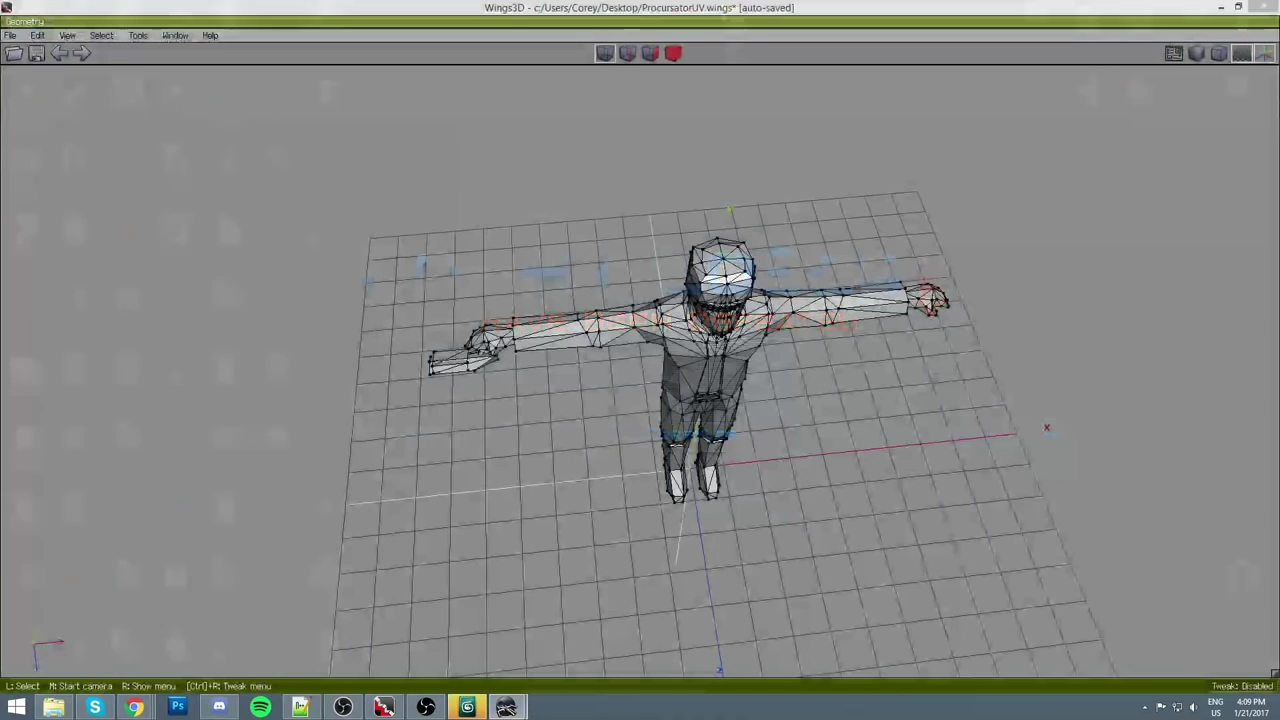 Wings3D - c:/Users/Corey/Desktop/ProcursatorUV.wings* [auto-saved]
Geometry
File Edit View Select Tools Window Help
Y
X
Z
L: Select M: Start camera R: Show menu [Ctrl]+R: Tweak menu
Tweak: Disabled
ENG 4:09 PM
US 1/21/2017